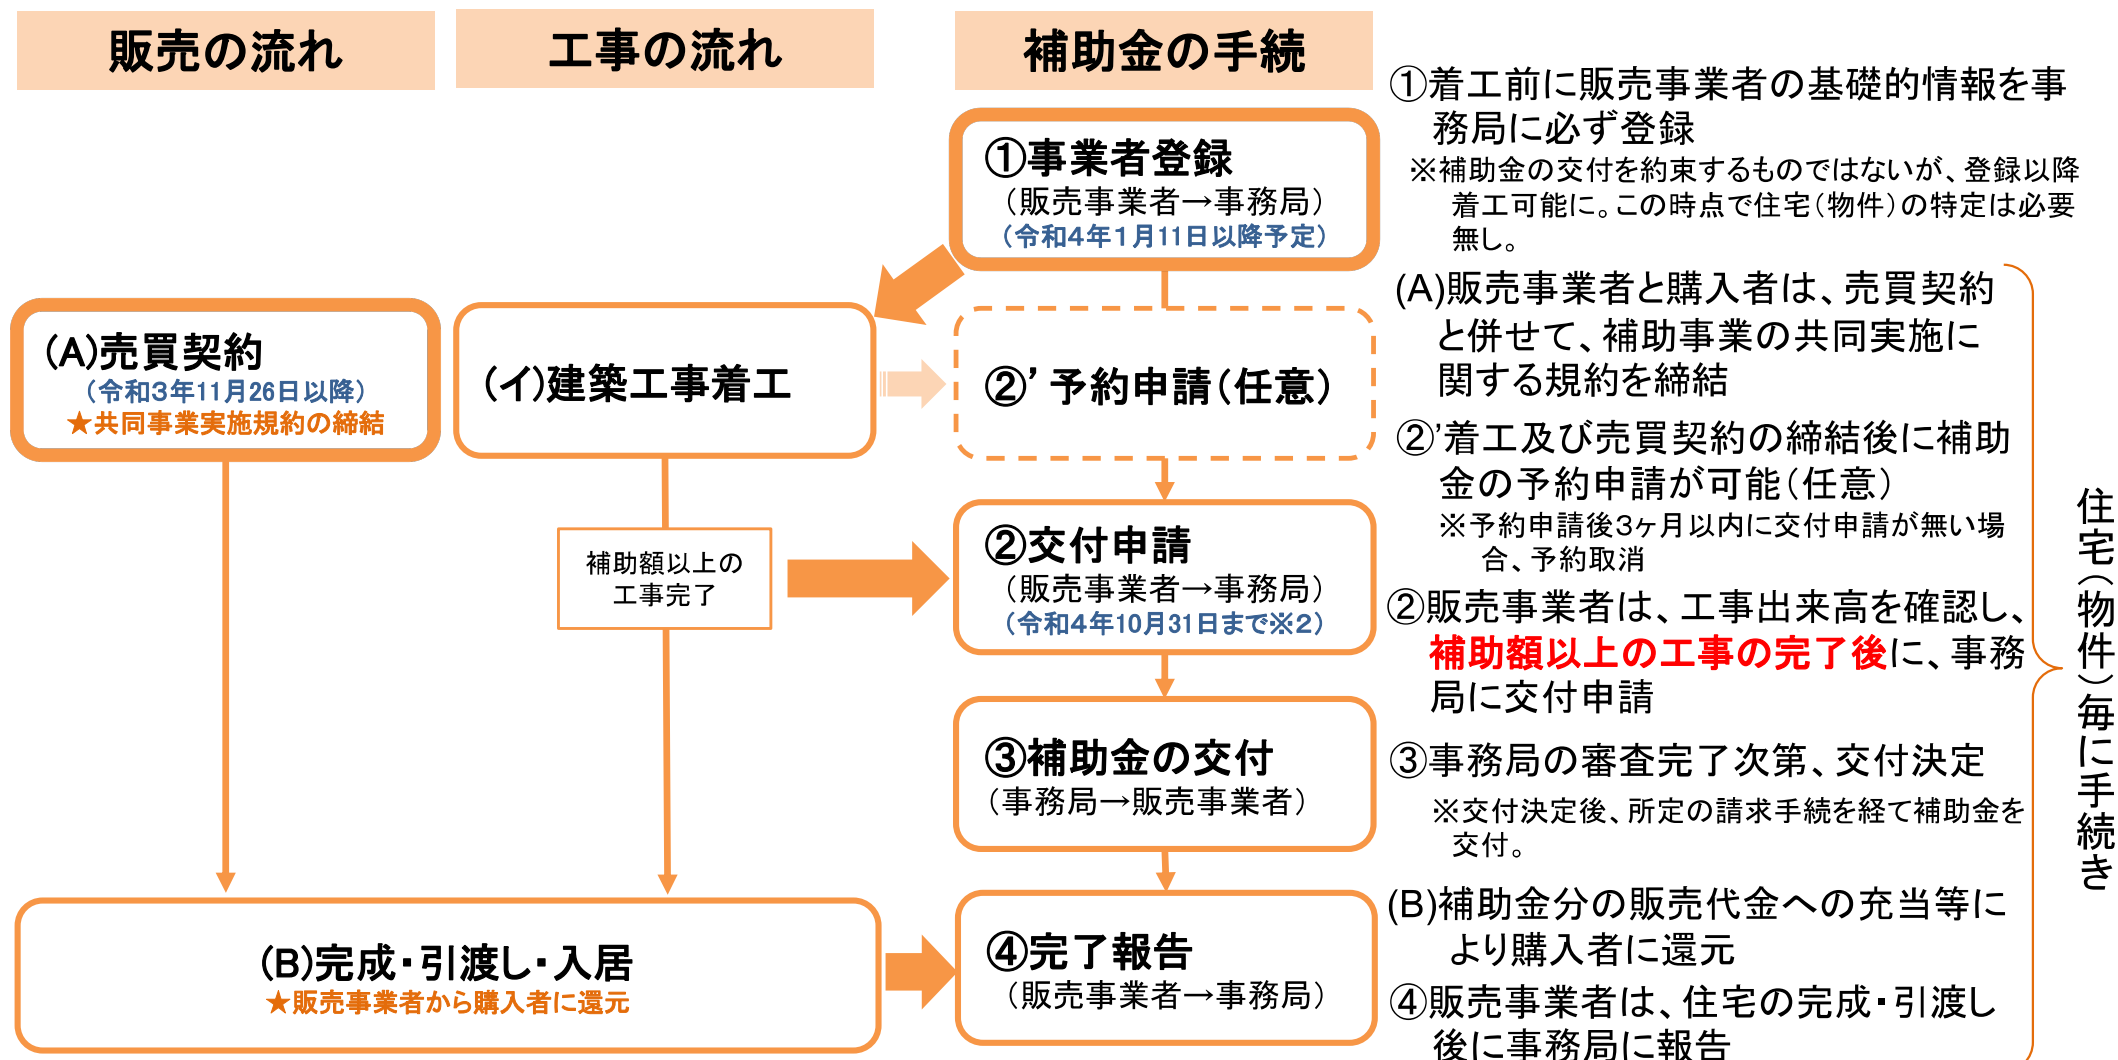 販売の流れ
工事の流れ
補助金の手続
①事業者登録
（販売事業者→事務局）
（令和４年１月11日以降予定）
(A)売買契約
（令和３年11月26日以降）
★共同事業実施規約の締結
(イ)建築工事着工
②’予約申請（任意）
補助額以上の
工事完了
②交付申請
（販売事業者→事務局）
（令和４年10月31日まで※２）
③補助金の交付
（事務局→販売事業者）
(B)完成・引渡し・入居
★販売事業者から購入者に還元
④完了報告
（販売事業者→事務局）
①着工前に販売事業者の基礎的情報を事
務局に必ず登録
※補助金の交付を約束するものではないが、登録以降
着工可能に。この時点で住宅（物件）の特定は必要
無し。
(A)販売事業者と購入者は、売買契約
と併せて、補助事業の共同実施に
関する規約を締結
②’着工及び売買契約の締結後に補助
金の予約申請が可能（任意）
※予約申請後３ヶ月以内に交付申請が無い場
合、予約取消
②販売事業者は、工事出来高を確認し、
補助額以上の工事の完了後に、事務
局に交付申請
③事務局の審査完了次第、交付決定
※交付決定後、所定の請求手続を経て補助金を
交付。
(B)補助金分の販売代金への充当等に
より購入者に還元
④販売事業者は、住宅の完成・引渡し
後に事務局に報告
住宅（物件）毎に手続き